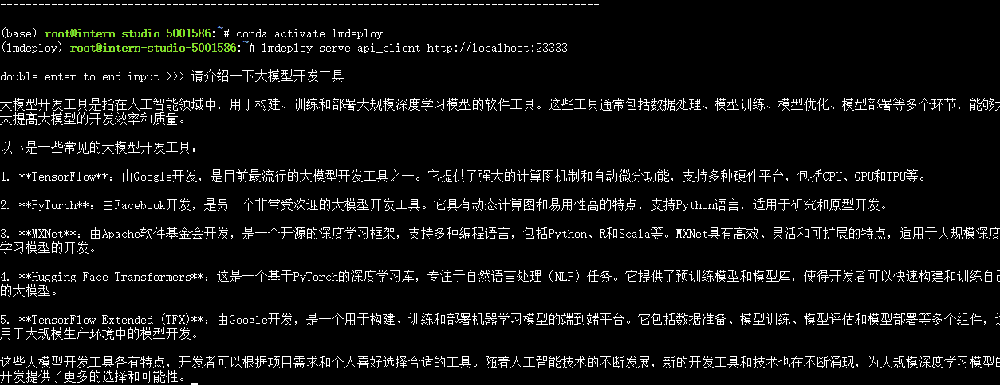 --------------------------------------------------------------------------------------
(base) root@intern-studio-5001586:~# conda activate lmdeploy
(lmdeploy) root@intern-studio-5001586:~# lmdeploy serve api_client http://localhost:23333
double enter to end input >>> 请介绍一下大模型开发工具
大模型开发工具是指在人工智能领域中，用于构建、训练和部署大规模深度学习模型的软件工具。这些工具通常包括数据处理、模型训练、模型优化、模型部署等多个环节，能够大
大提高大模型的开发效率和质量。
以下是一些常见的大模型开发工具：
1. **TensorFlow**：由Google开发，是目前最流行的大模型开发工具之一。它提供了强大的计算图机制和自动微分功能，支持多种硬件平台，包括CPU、GPU和TPU等。
2. **PyTorch**：由Facebook开发，是另一个非常受欢迎的大模型开发工具。它具有动态计算图和易用性高的特点，支持Python语言，适用于研究和原型开发。
3. **MXNet**：由Apache软件基金会开发，是一个开源的深度学习框架，支持多种编程语言，包括Python、R和Scala等。MXNet具有高效、灵活和可扩展的特点，适用于大规模深度
学习模型的开发。
4. **Hugging Face Transformers**：这是一个基于PyTorch的深度学习库，专注于自然语言处理（NLP）任务。它提供了预训练模型和模型库，使得开发者可以快速构建和训练自己
的大模型。
5. **TensorFlow Extended (TFX)**：由Google开发，是一个用于构建、训练和部署机器学习模型的端到端平台。它包括数据准备、模型训练、模型评估和模型部署等多个组件，适
用于大规模生产环境中的模型开发。
这些大模型开发工具各有特点，开发者可以根据项目需求和个人喜好选择合适的工具。随着人工智能技术的不断发展，新的开发工具和技术也在不断涌现，为大规模深度学习模型的
开发提供了更多的选择和可能性。